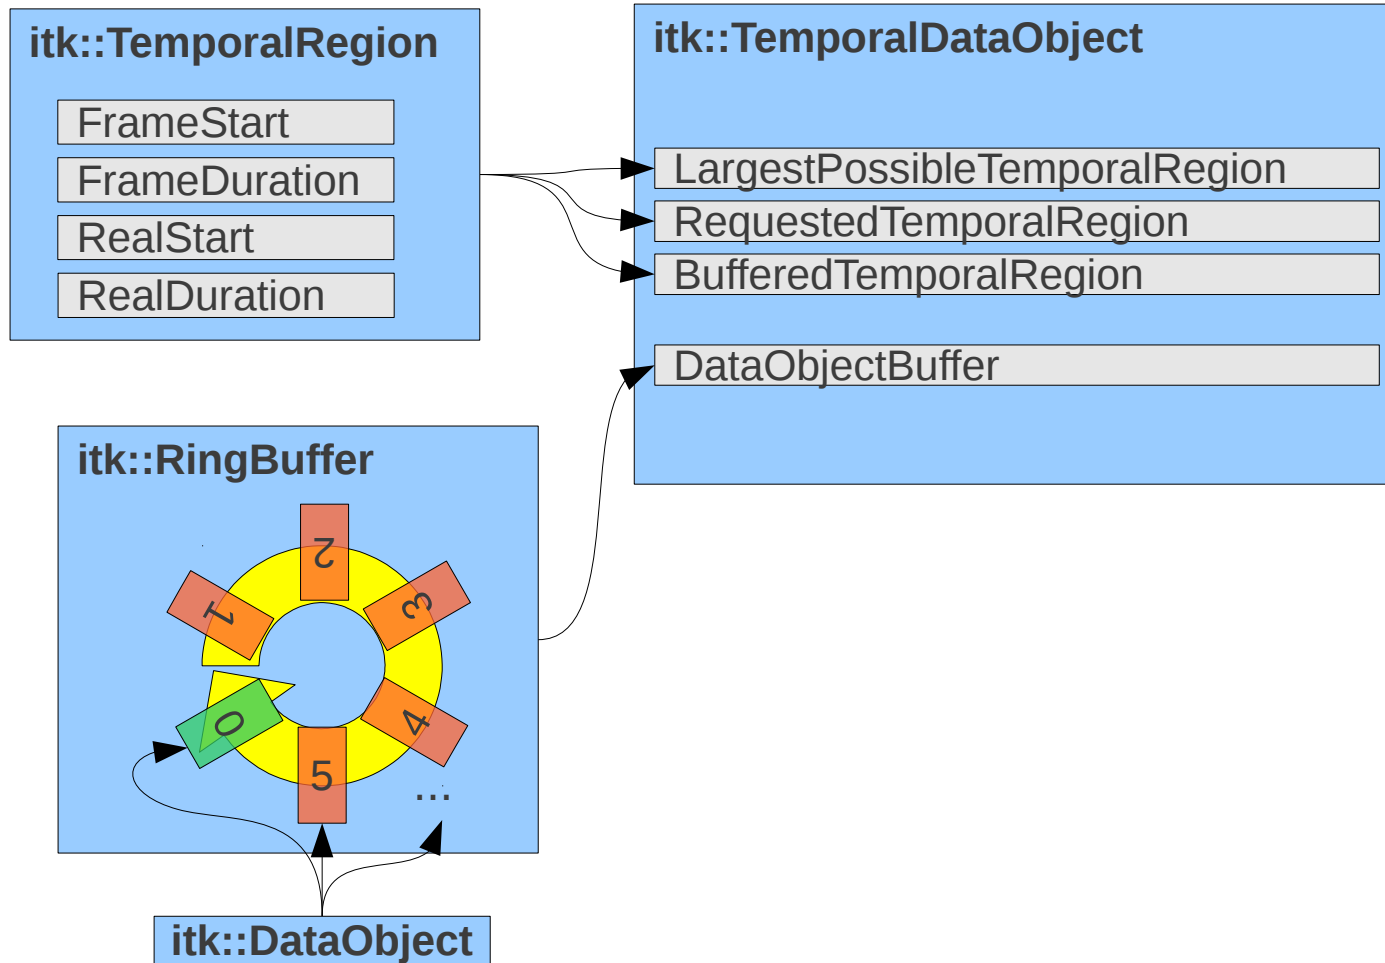 itk::TemporalRegion
FrameStart
FrameDuration
RealStart
RealDuration
itk::TemporalDataObject
LargestPossibleTemporalRegion
RequestedTemporalRegion
BufferedTemporalRegion
DataObjectBuffer
itk::RingBuffer
2
1
3
0
4
5
...
itk::DataObject